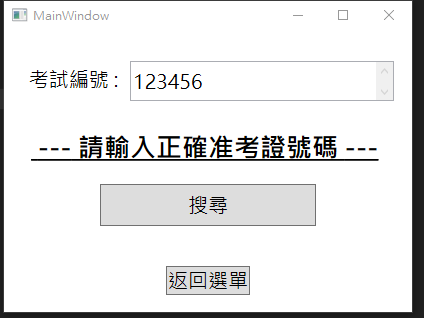 MainWindow
考試編號： 123456
--- 請輸入正確准考證號碼 ---
搜尋
返回選單